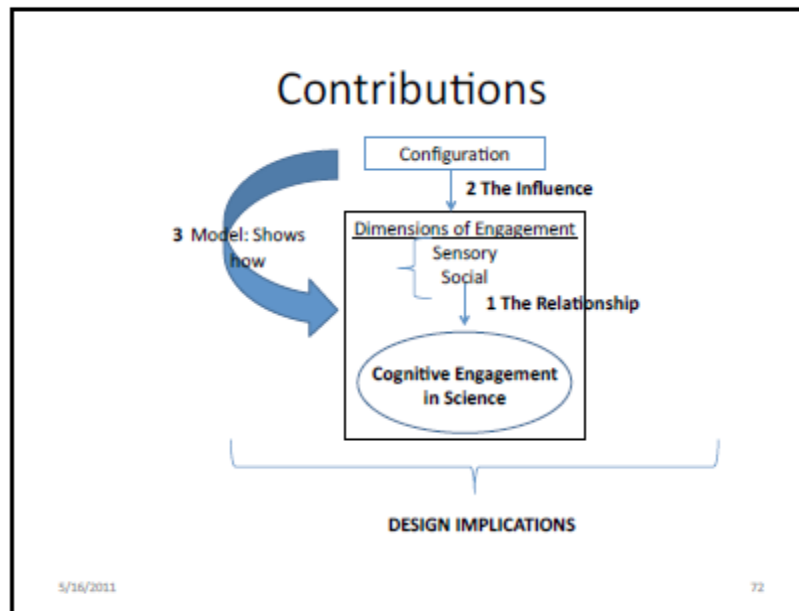 Contributions
Configuration
2 The Influence
Dimensions of Engagement
Sensory
Social
3 Model: Shows
how
1 The Relationship
Cognitive Engagement
in Science
DESIGN IMPLICATIONS
5/16/2011
72